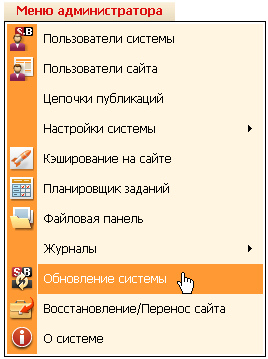 Меню администратора
Пользователи системы
Пользователи сайта
Цепочки публикаций
Настройки системы
Кэширование на сайте
Планировщик заданий
Файловая панель
Журналы
Обновление системы
Восстановление/Перенос сайта
О системе